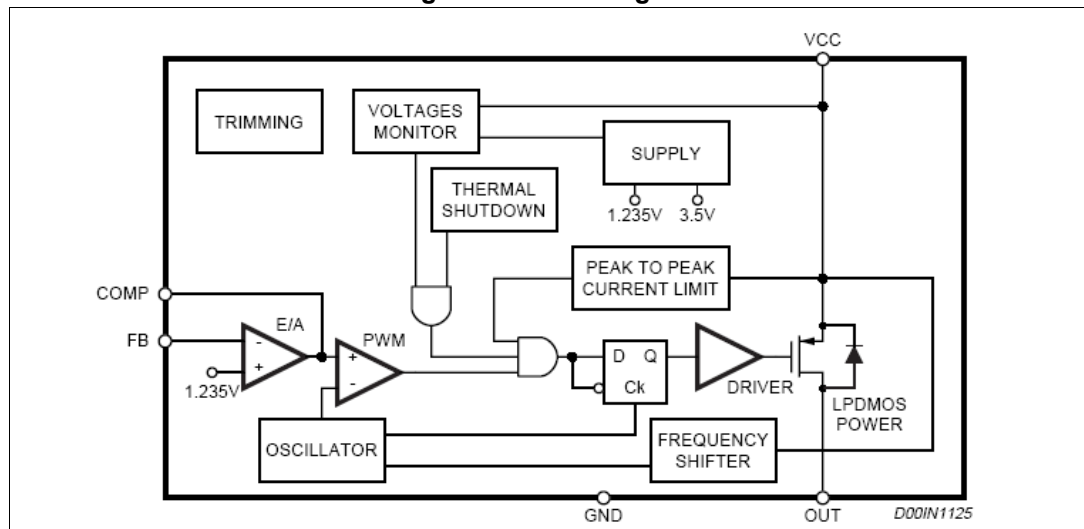 VCC
TRIMMING
VOLTAGES
MONITOR
SUPPLY
1.235V 3.5V
THERMAL
SHUTDOWN
PEAK TO PEAK
CURRENT LIMIT
COMP
FB
E/A
-
+
1.235V
PWM
+
-
D Q
Ck
DRIVER
LPDMOS
POWER
OSCILLATOR
FREQUENCY
SHIFTER
GND
OUT
D00IN1125